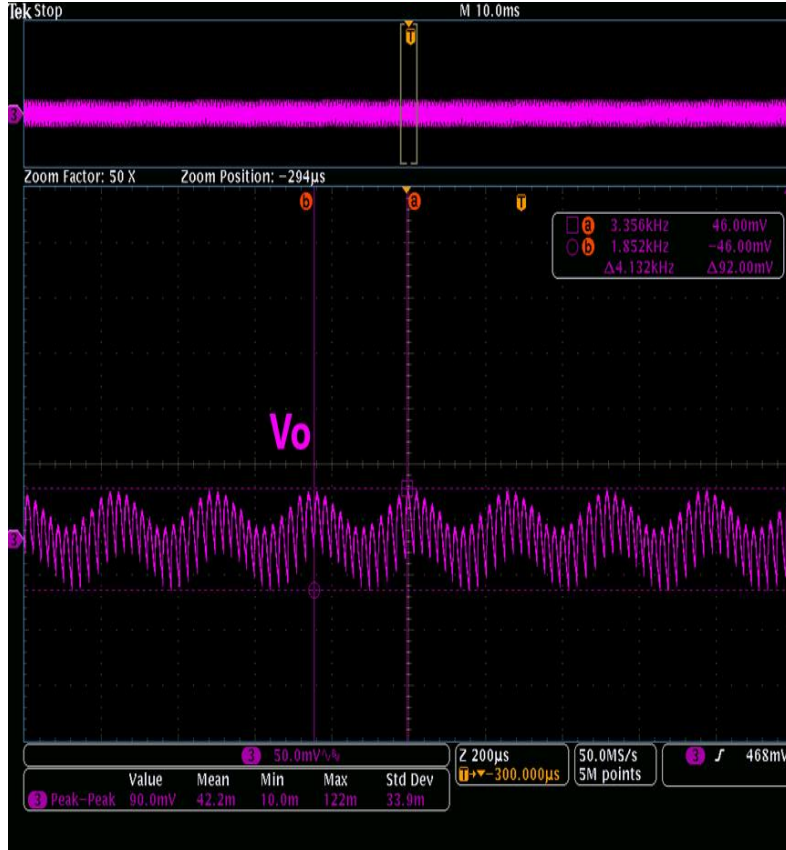 Tek Stop M 10.0ms
T
3
Zoom Factor: 50 X Zoom Position: −294µs
b a T
a 3.356kHz 46.00mV
b 1.852kHz −46.00mV
Δ4.132kHz Δ92.00mV
Vo
3
3 50.0mV
Z 200µs 50.0MS/s 3 468mV
T→▼−300.000µs 5M points
Value Mean Min Max Std Dev
3 Peak−Peak 90.0mV 42.2m 10.0m 122m 33.9m